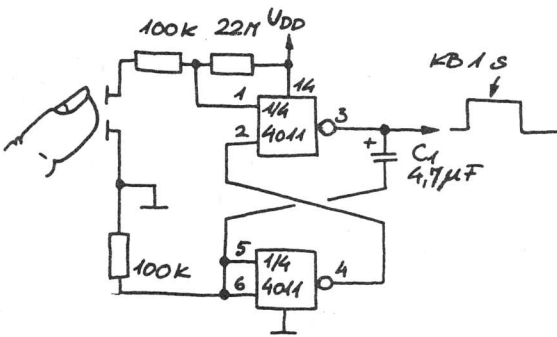 100k 22M UDD
KB 1 s
1 14
1/4 3
2 4011
+ C1
4,7µF
5 1/4 4
100k 6 4011